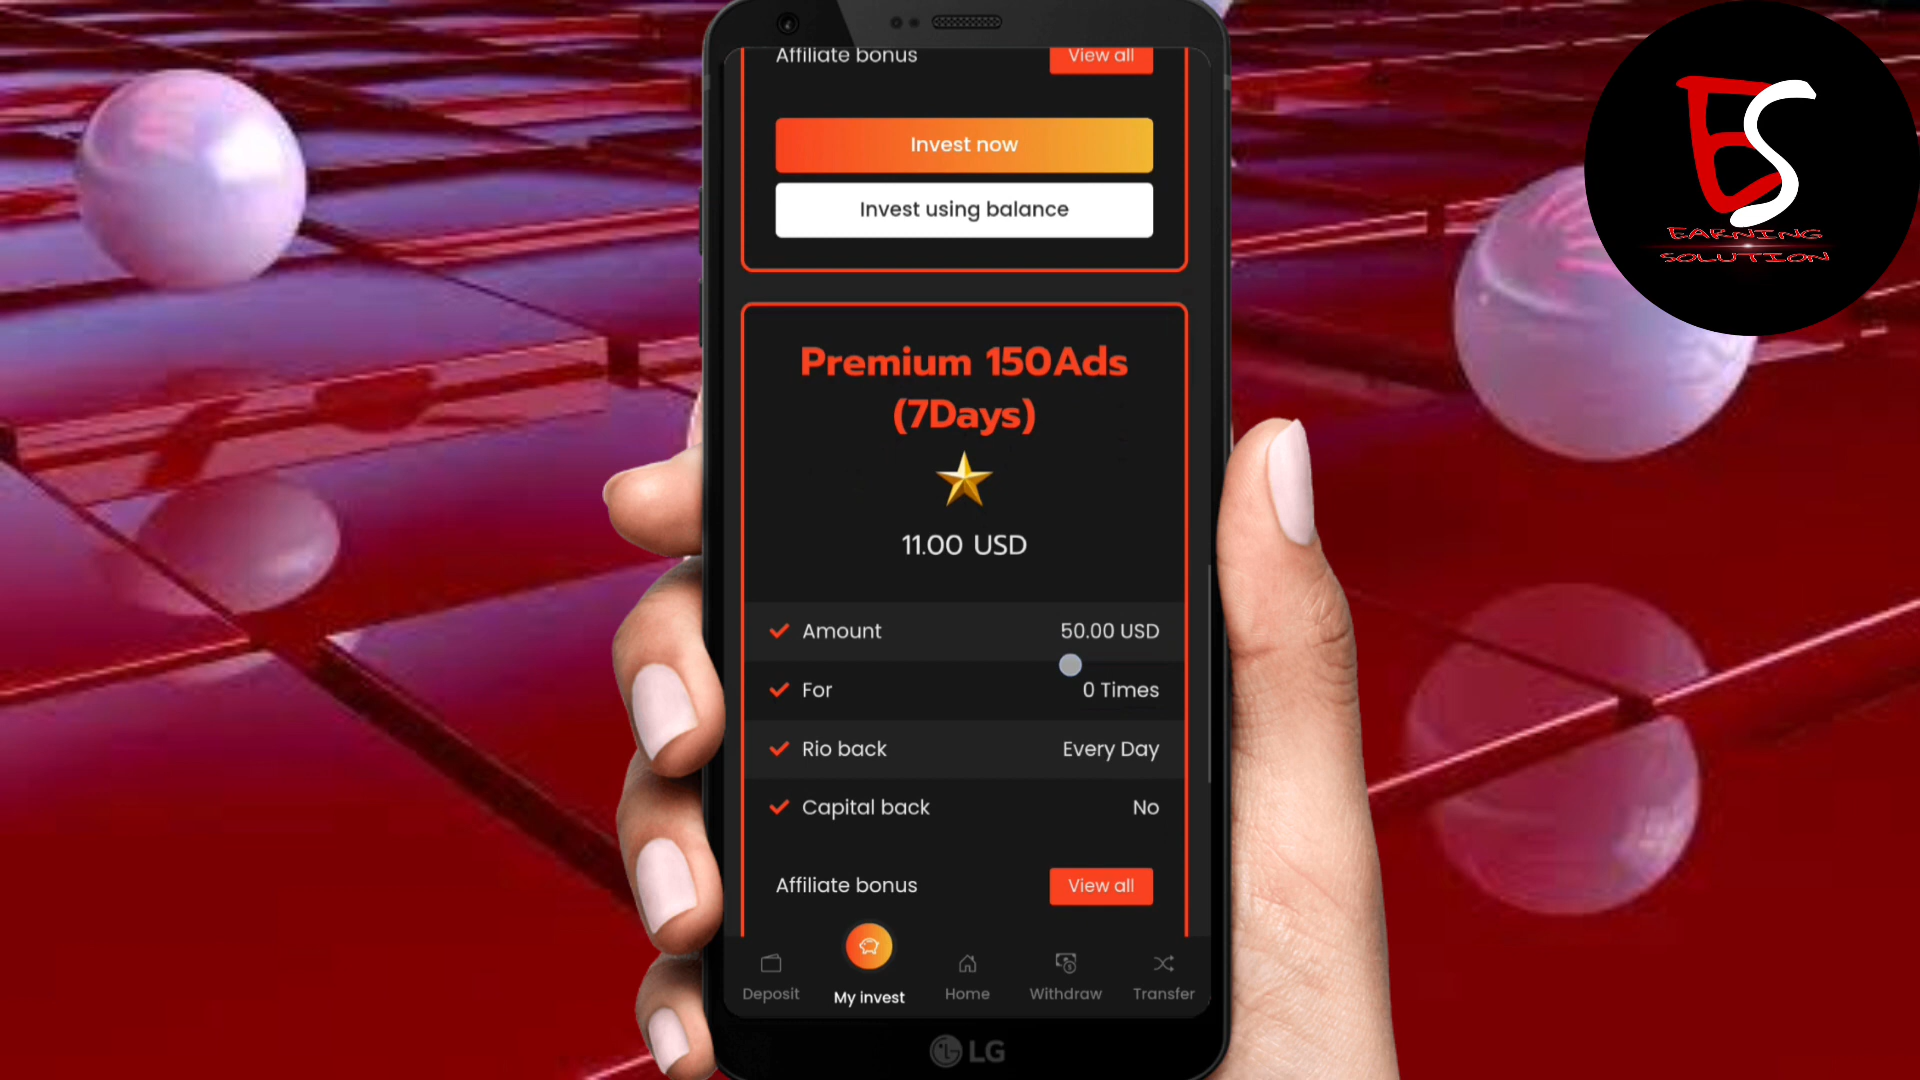 Affiliate bonus View all
Invest now
Invest using balance
Premium 150Ads
(7Days)
11.00 USD
Amount 50.00 USD
For 0 Times
Rio back Every Day
Capital back No
Affiliate bonus View all
Deposit My invest Home Withdraw Transfer
LG
ES
EARNING
SOLUTION